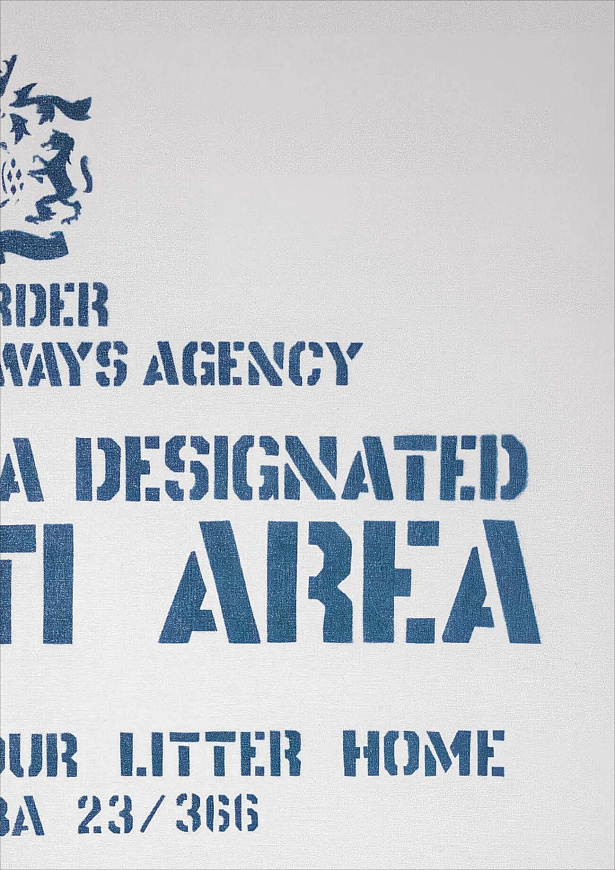 RDER
WAYS AGENCY
A DESIGNATED
TI AREA
OUR LITTER HOME
BA 23/366